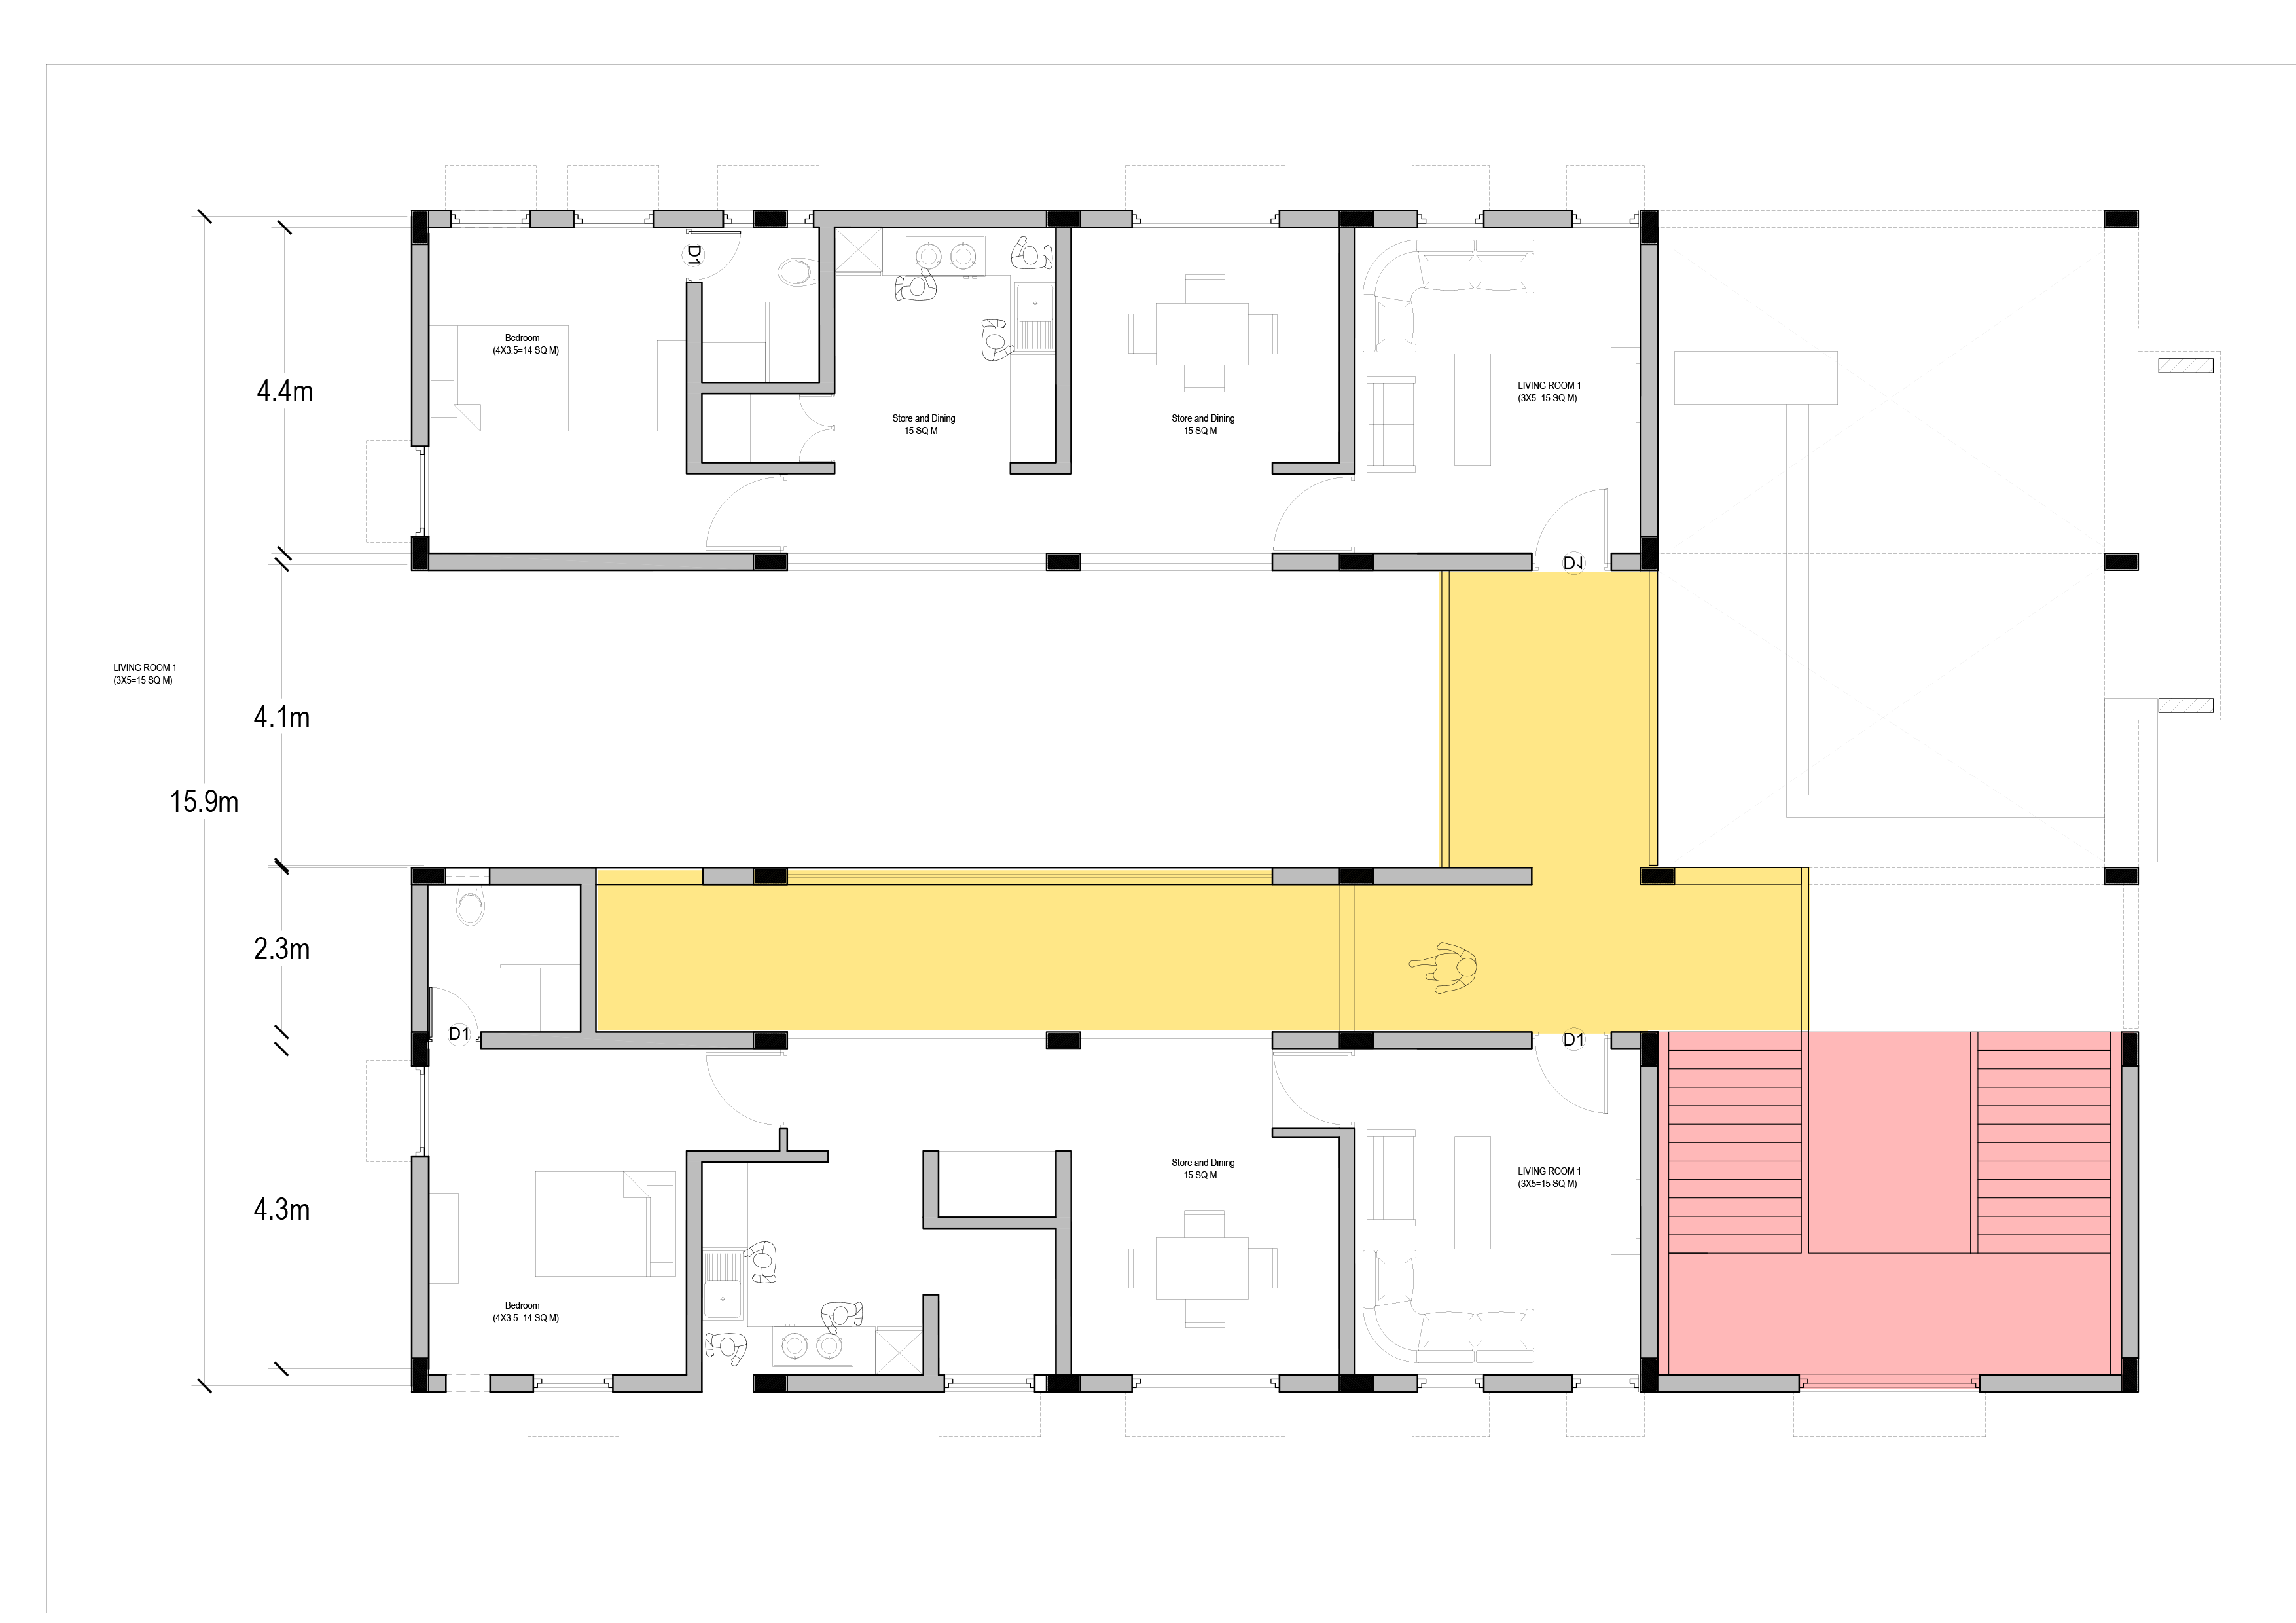 D1
Bedroom
(4X3.5=14 SQ M)
4.4m
LIVING ROOM 1
(3X5=15 SQ M)
Store and Dining
15 SQ M
Store and Dining
15 SQ M
D1
LIVING ROOM 1
(3X5=15 SQ M)
4.1m
15.9m
2.3m
D1
D1
Store and Dining
15 SQ M
LIVING ROOM 1
(3X5=15 SQ M)
4.3m
Bedroom
(4X3.5=14 SQ M)